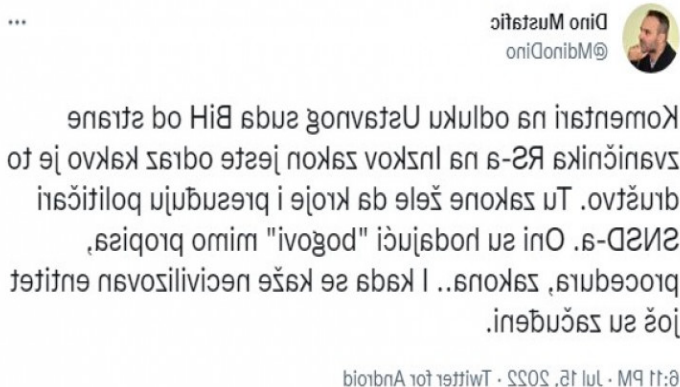 Dino Mustafic
@MdinoDino
Komentari na odluku Ustavnog suda BiH od strane
zvaničnika RS-a na Inzkov zakon jeste odraz kakvo je to
društvo. Tu zakone žele da kroje i presuđuju političari
SNSD-a. Oni su hodajući "bogovi" mimo propisa,
procedura, zakona.. I kada se kaže necivilizovan entitet
još su začuđeni.
6:11 PM · Jul 15, 2022 · Twitter for Android